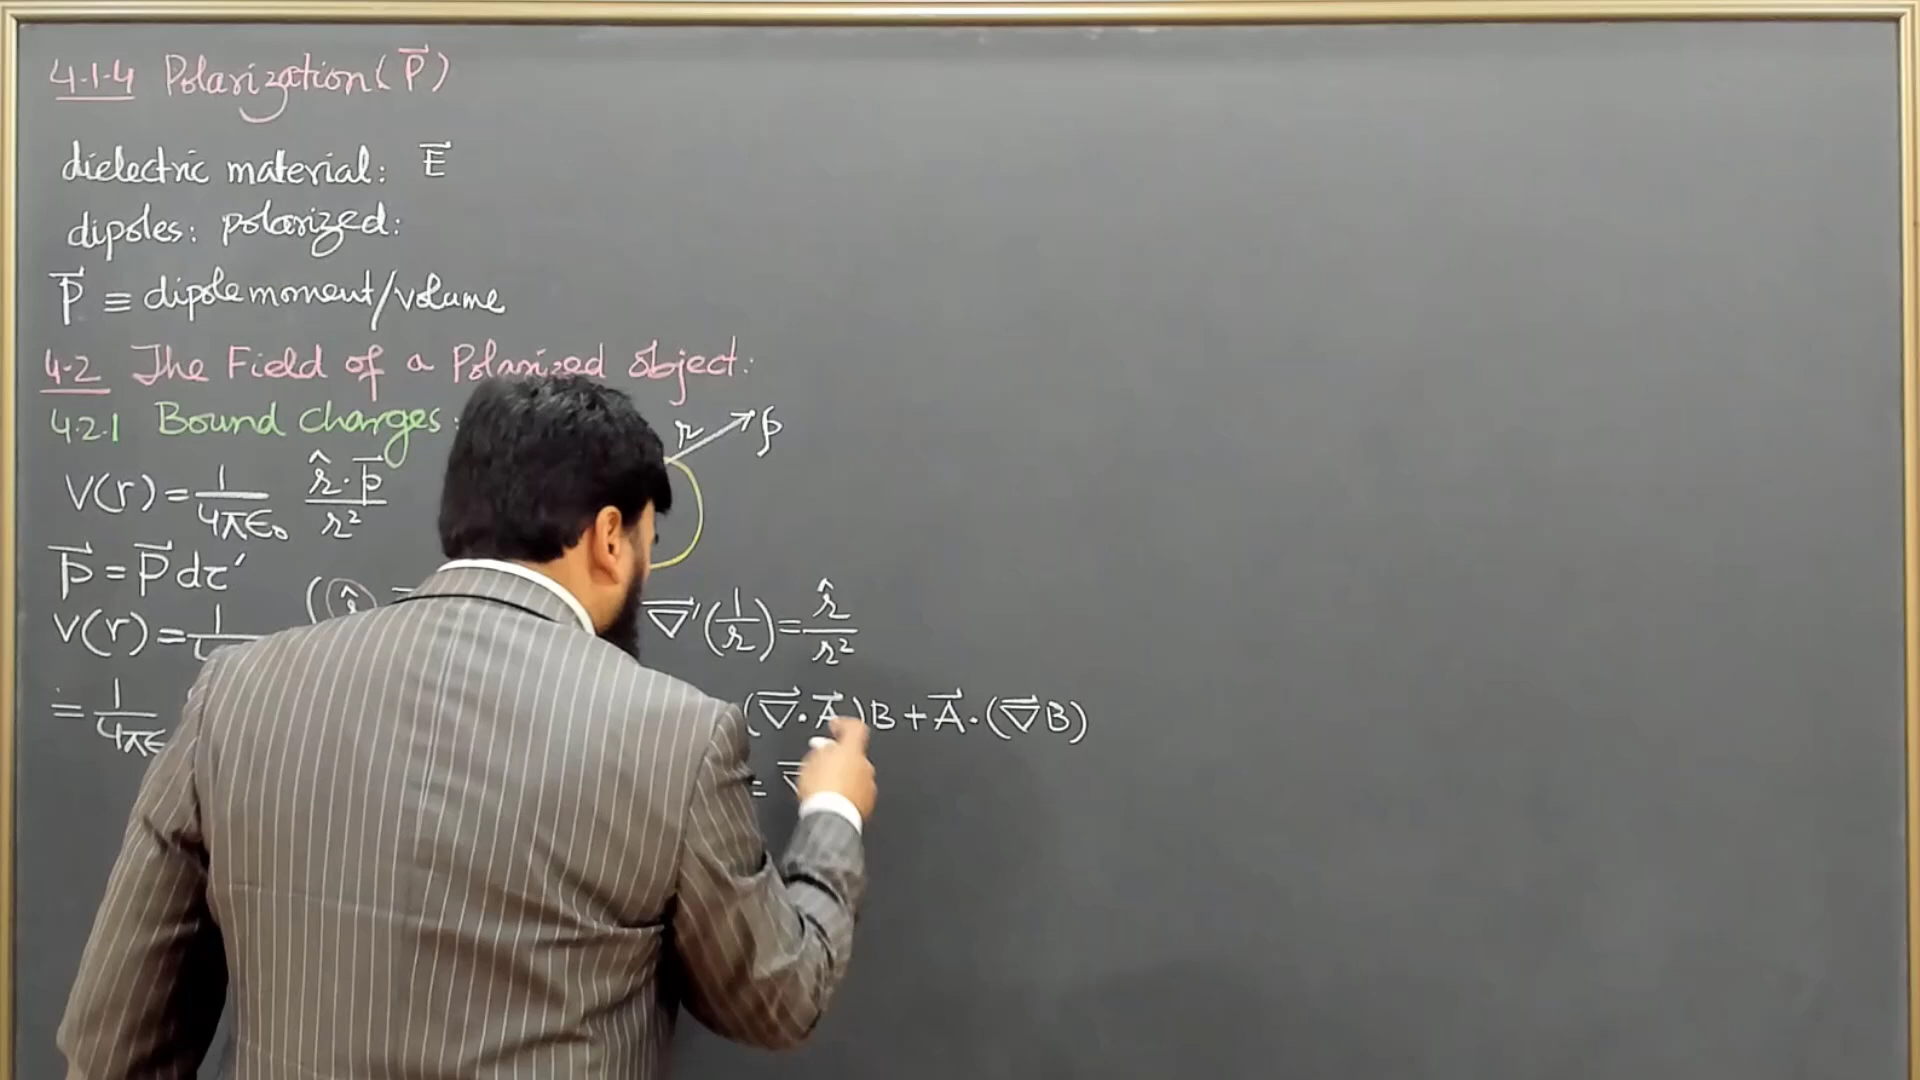 4.1.4 Polarization (P⃗)
dielectric material: E⃗
dipoles: polarized:
P⃗ ≡ dipole moment/volume
4.2 The Field of a Polarized object:
4.2.1 Bound charges:
r p
V(r) = 1/4πϵ₀ r̂·p⃗/r²
p⃗ = P⃗dτ′
V(r) = 1/ (r̂ ∇⃗′(1/r) = r̂/r²
= 1/4πϵ (∇⃗·A⃗)B + A⃗·(∇⃗B)
= ∇⃗